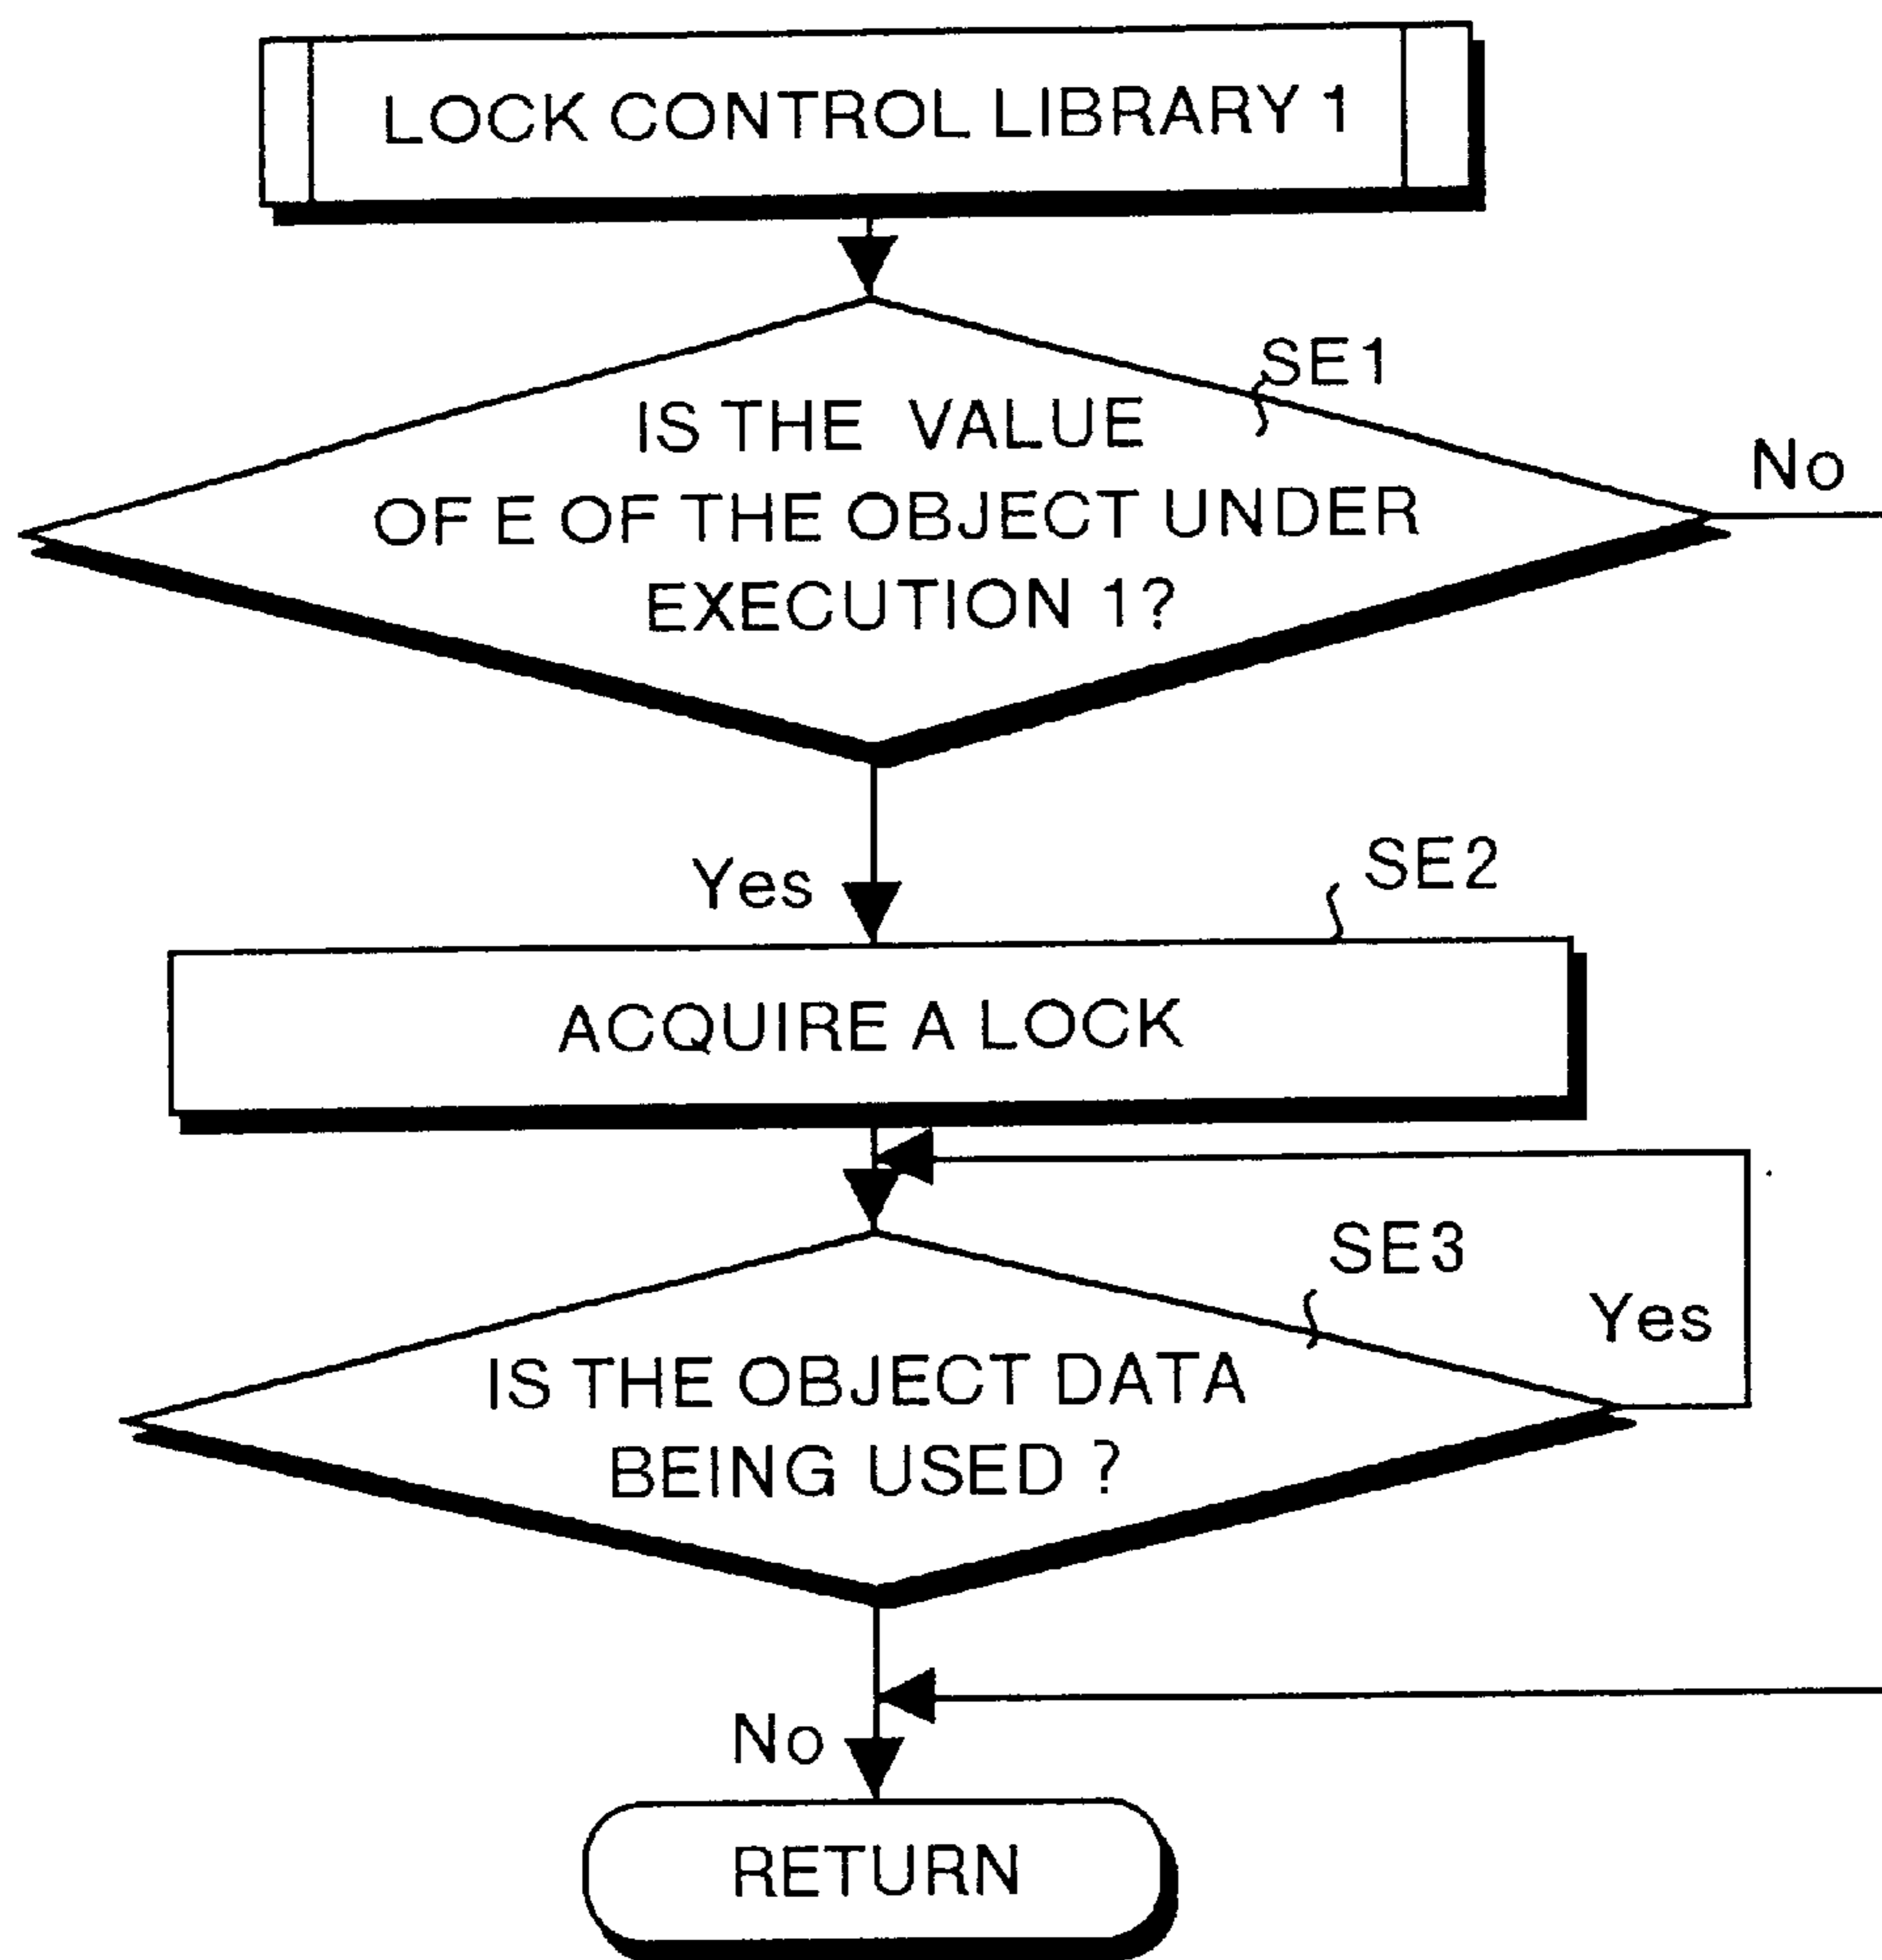 LOCK CONTROL LIBRARY 1
SE1
IS THE VALUE
OF E OF THE OBJECT UNDER
EXECUTION 1?
No
Yes
SE2
ACQUIRE A LOCK
SE3
Yes
IS THE OBJECT DATA
BEING USED ?
No
RETURN